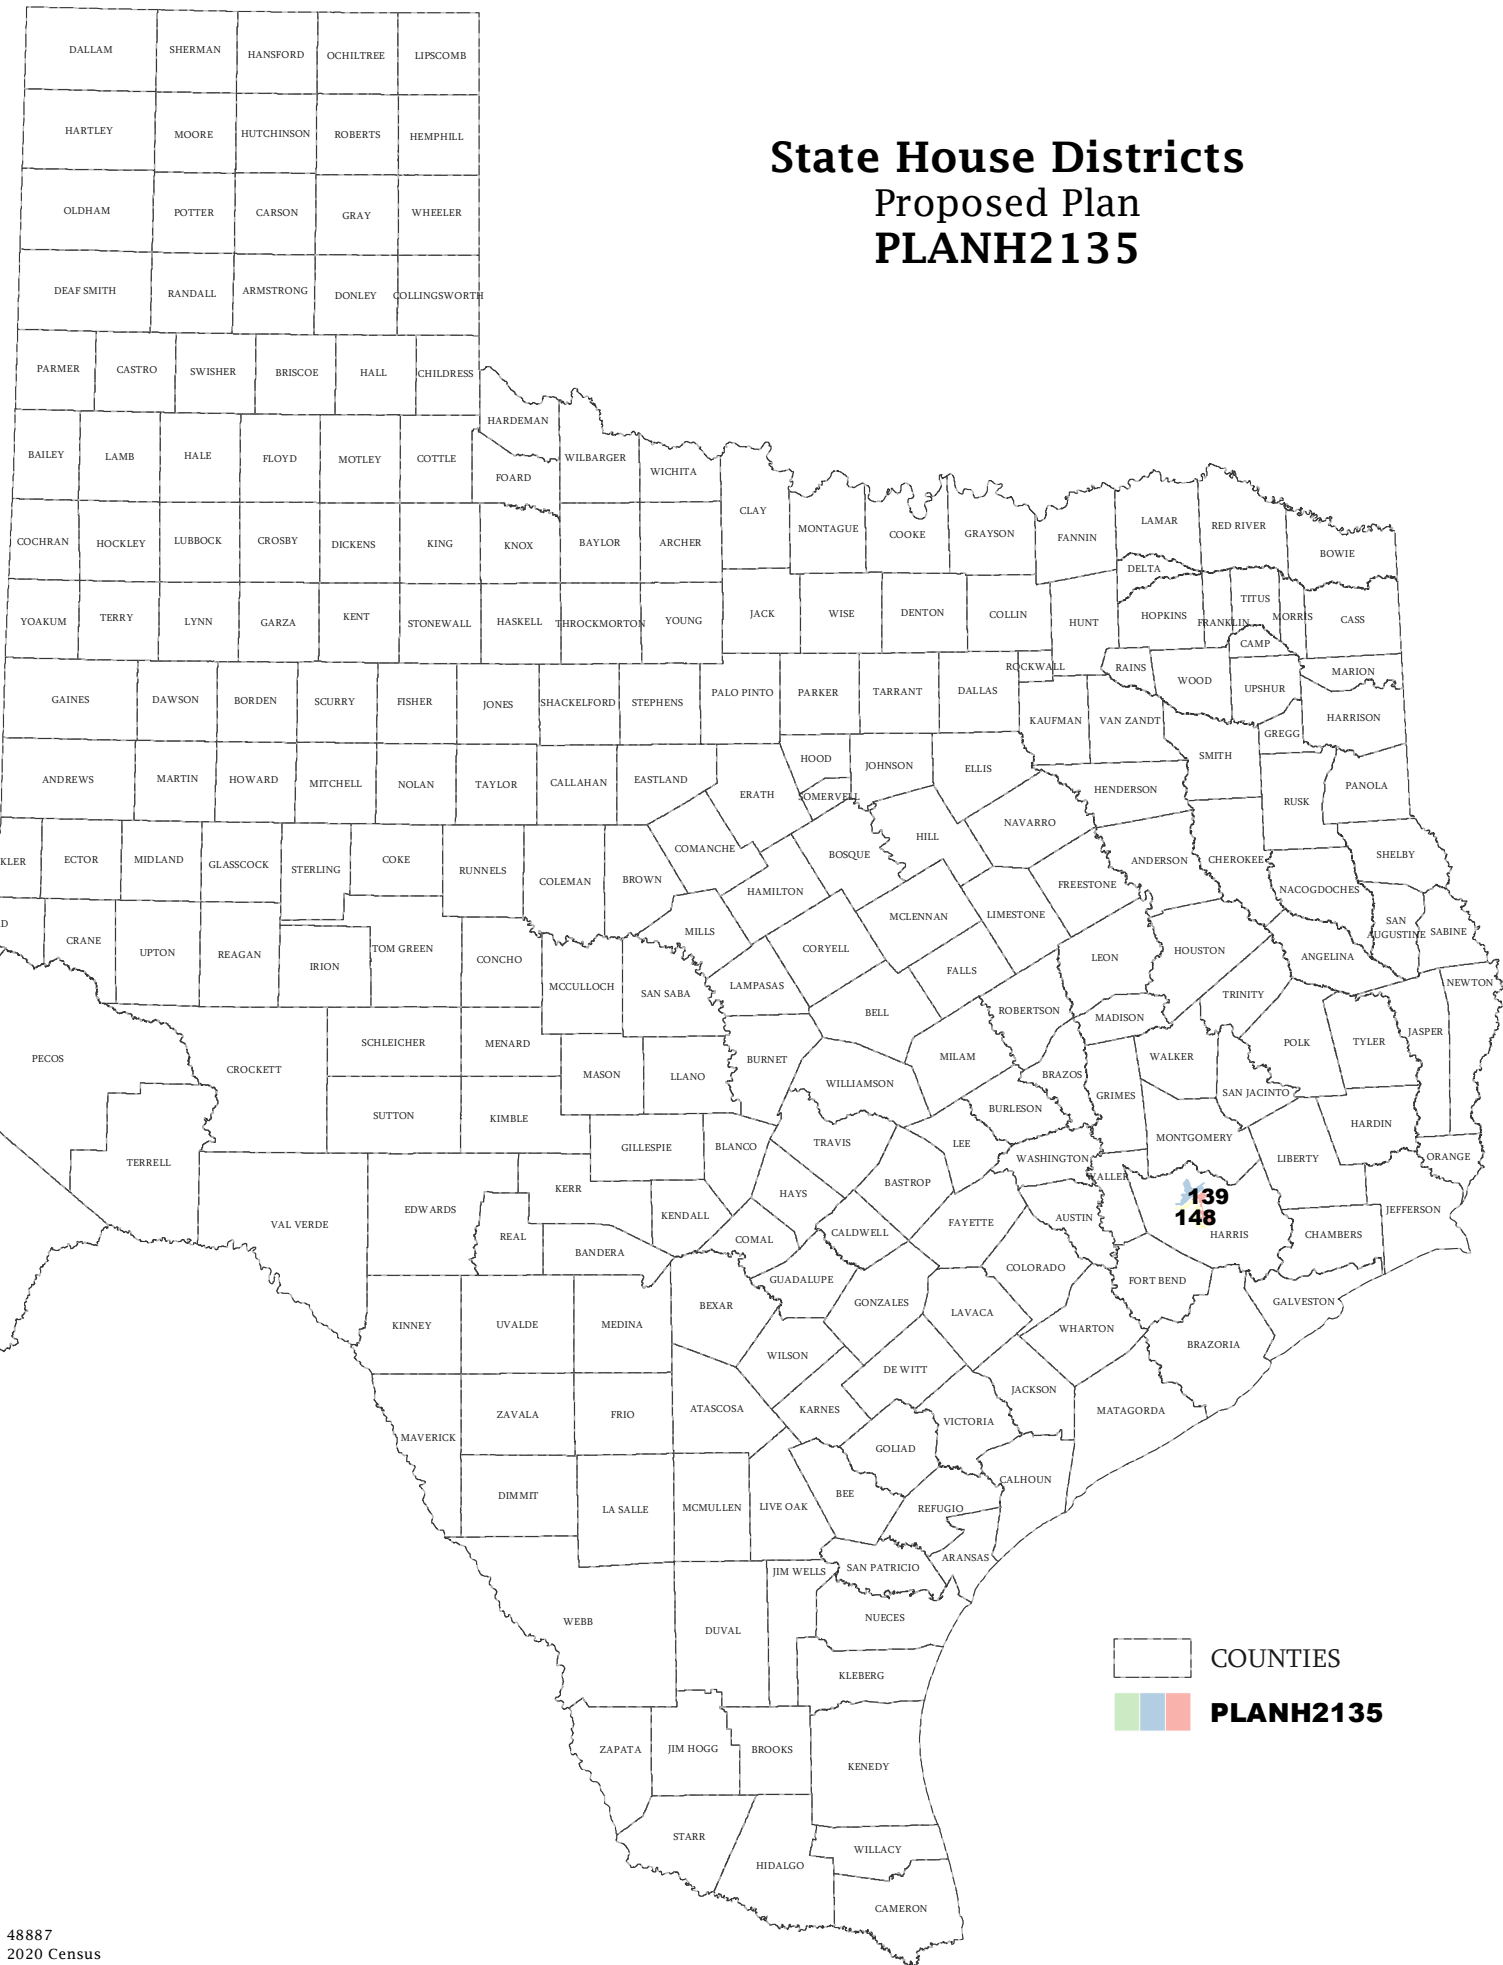 State House Districts
Proposed Plan
PLANH2135
DALLAM
SHERMAN
HANSFORD
OCHILTREE
LIPSCOMB
HARTLEY
MOORE
HUTCHINSON
ROBERTS
HEMPHILL
OLDHAM
POTTER
CARSON
GRAY
WHEELER
DEAF SMITH
RANDALL
ARMSTRONG
DONLEY
COLLINGSWORTH
PARMER
CASTRO
SWISHER
BRISCOE
HALL
CHILDRESS
HARDEMAN
BAILEY
LAMB
HALE
FLOYD
MOTLEY
COTTLE
FOARD
WILBARGER
WICHITA
CLAY
MONTAGUE
COOKE
GRAYSON
FANNIN
LAMAR
RED RIVER
BOWIE
COCHRAN
HOCKLEY
LUBBOCK
CROSBY
DICKENS
KING
KNOX
BAYLOR
ARCHER
DELTA
YOAKUM
TERRY
LYNN
GARZA
KENT
STONEWALL
HASKELL
THROCKMORTON
YOUNG
JACK
WISE
DENTON
COLLIN
HUNT
HOPKINS
FRANKLIN
TITUS
MORRIS
CASS
CAMP
GAINES
DAWSON
BORDEN
SCURRY
FISHER
JONES
SHACKELFORD
STEPHENS
PALO PINTO
PARKER
TARRANT
DALLAS
ROCKWALL
RAINS
WOOD
UPSHUR
MARION
KAUFMAN
VAN ZANDT
GREGG
HARRISON
SMITH
ANDREWS
MARTIN
HOWARD
MITCHELL
NOLAN
TAYLOR
CALLAHAN
EASTLAND
ERATH
HOOD
SOMERVELL
JOHNSON
ELLIS
HENDERSON
RUSK
PANOLA
KLER
ECTOR
MIDLAND
GLASSCOCK
STERLING
COKE
RUNNELS
COLEMAN
BROWN
COMANCHE
HAMILTON
BOSQUE
HILL
NAVARRO
ANDERSON
CHEROKEE
SHELBY
NACOGDOCHES
FREESTONE
D
CRANE
UPTON
REAGAN
IRION
TOM GREEN
CONCHO
MCCULLOCH
SAN SABA
MILLS
LAMPASAS
CORYELL
MCLENNAN
LIMESTONE
FALLS
LEON
HOUSTON
ANGELINA
SAN
AUGUSTINE
SABINE
NEWTON
TRINITY
BELL
ROBERTSON
MADISON
POLK
TYLER
JASPER
PECOS
CROCKETT
SCHLEICHER
MENARD
MASON
LLANO
BURNET
WILLIAMSON
MILAM
BRAZOS
GRIMES
WALKER
SAN JACINTO
HARDIN
SUTTON
KIMBLE
GILLESPIE
BLANCO
TRAVIS
LEE
BURLESON
WASHINGTON
MONTGOMERY
LIBERTY
ORANGE
TERRELL
VAL VERDE
EDWARDS
KERR
REAL
BANDERA
KENDALL
HAYS
COMAL
CALDWELL
BASTROP
FAYETTE
AUSTIN
WALLER
139
148
HARRIS
CHAMBERS
JEFFERSON
COLORADO
FORT BEND
GALVESTON
GUADALUPE
GONZALES
LAVACA
WHARTON
BRAZORIA
KINNEY
UVALDE
MEDINA
BEXAR
WILSON
DE WITT
JACKSON
MATAGORDA
ZAVALA
FRIO
ATASCOSA
KARNES
VICTORIA
GOLIAD
CALHOUN
MAVERICK
DIMMIT
LA SALLE
MCMULLEN
LIVE OAK
BEE
REFUGIO
ARANSAS
SAN PATRICIO
JIM WELLS
WEBB
DUVAL
NUECES
KLEBERG
ZAPATA
JIM HOGG
BROOKS
KENEDY
STARR
HIDALGO
WILLACY
CAMERON
COUNTIES
PLANH2135
48887
2020 Census